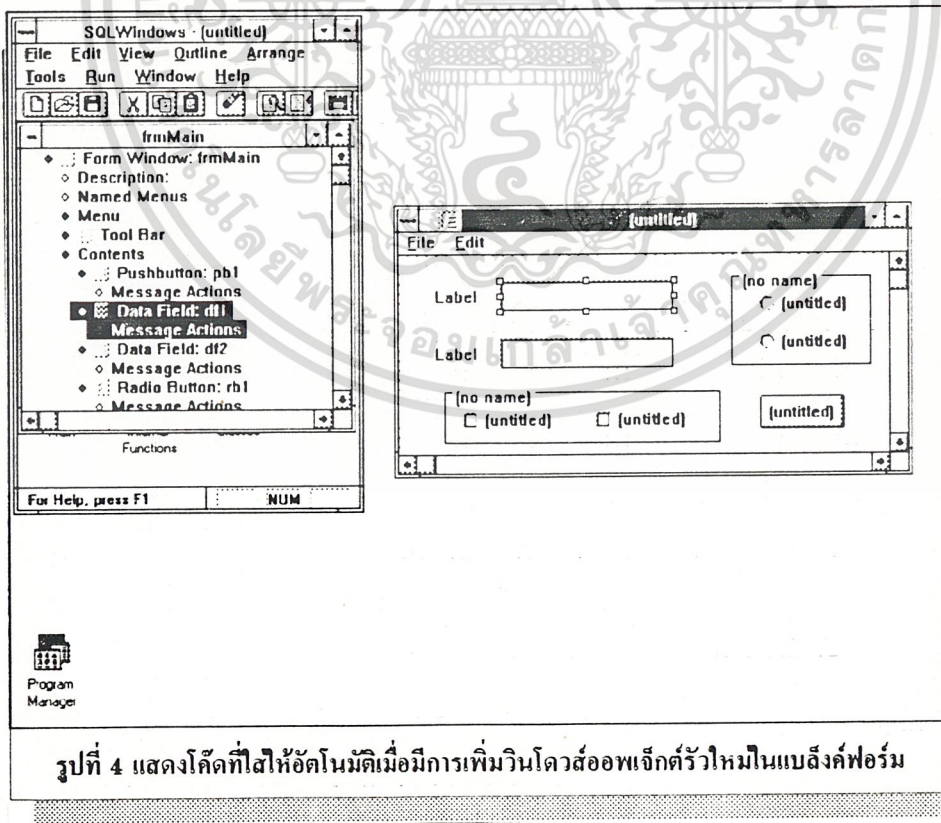 SQLWindows - (untitled)
File Edit View Outline Arrange
Tools Run Window Help
frmMain
Form Window: frmMain
Description:
Named Menus
Menu
Tool Bar
Contents
Pushbutton: pb1
Message Actions
Data Field: df1
Message Actions
Data Field: df2
Message Actions
Radio Button: rb1
Message Actions
Functions
For Help, press F1 NUM
(untitled)
File Edit
Label
(no name)
(untitled)
(untitled)
Label
(no name)
(untitled) (untitled)
(untitled)
Program
Manager
รูปที่ 4 แสดงโค๊ดที่ใส่ให้อัตโนมัติเมื่อมีการเพิ่มวินโดวส์ออพเจ็กต์รัวใหม่ในแบล็งค์ฟอร์ม